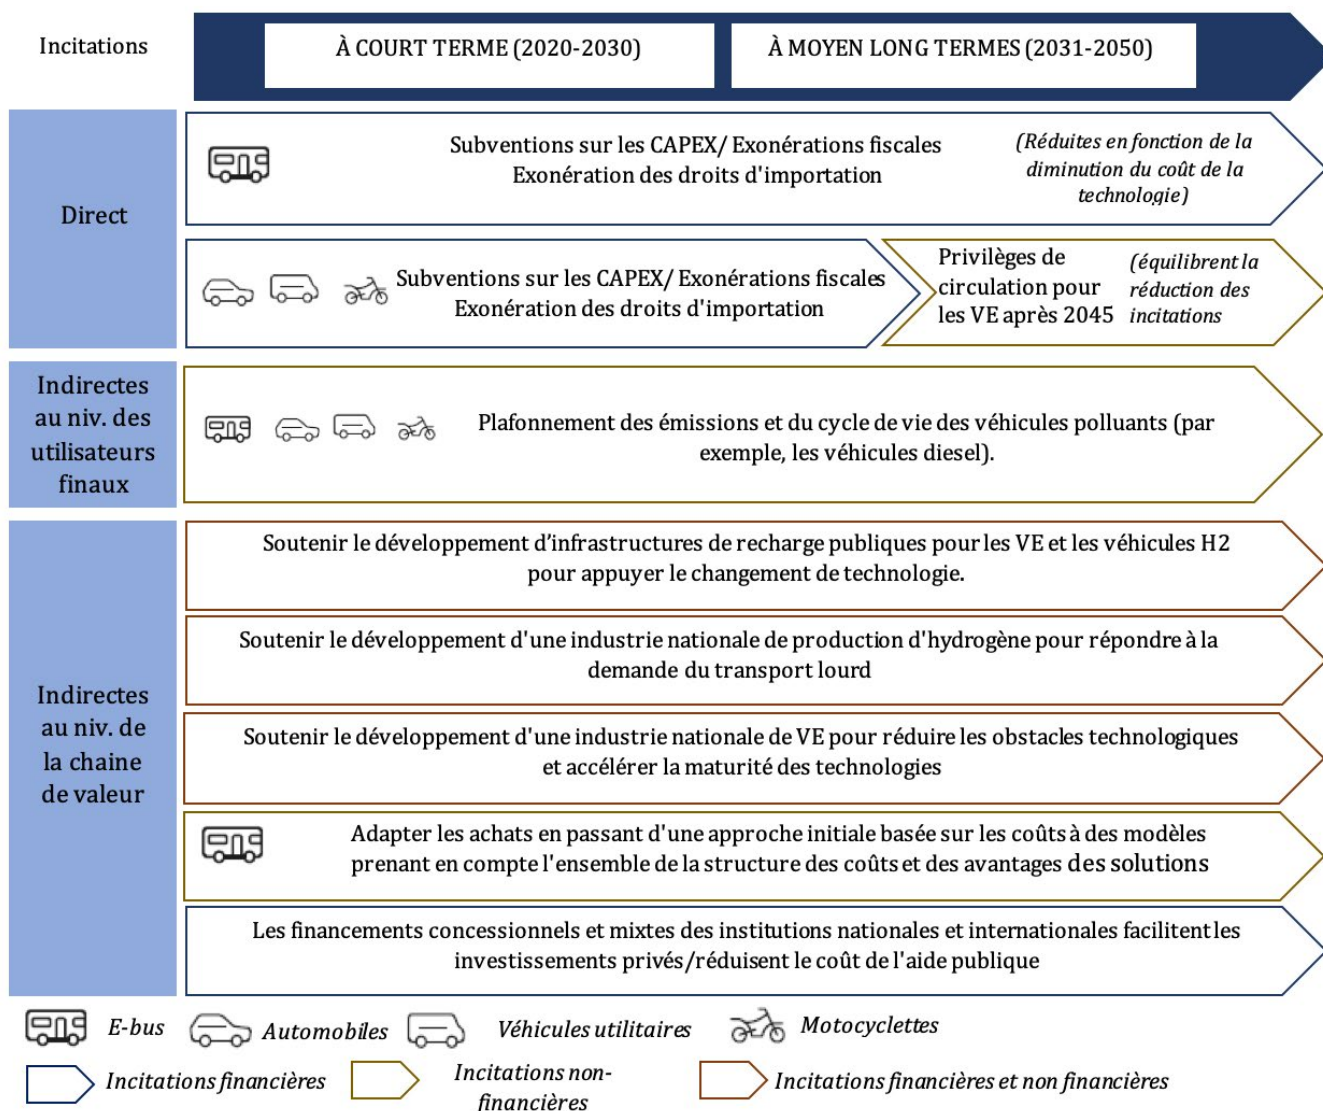 Incitations
À COURT TERME (2020-2030)
À MOYEN LONG TERMES (2031-2050)
Direct
Subventions sur les CAPEX/ Exonérations fiscales
Exonération des droits d'importation
(Réduites en fonction de la
diminution du coût de la
technologie)
Subventions sur les CAPEX/ Exonérations fiscales
Exonération des droits d'importation
Privilèges de
circulation pour
les VE après 2045
(équilibrent la
réduction des
incitations
Indirectes
au niv. des
utilisateurs
finaux
Plafonnement des émissions et du cycle de vie des véhicules polluants (par
exemple, les véhicules diesel).
Indirectes
au niv. de
la chaine
de valeur
Soutenir le développement d’infrastructures de recharge publiques pour les VE et les véhicules H2
pour appuyer le changement de technologie.
Soutenir le développement d'une industrie nationale de production d'hydrogène pour répondre à la
demande du transport lourd
Soutenir le développement d'une industrie nationale de VE pour réduire les obstacles technologiques
et accélérer la maturité des technologies
Adapter les achats en passant d'une approche initiale basée sur les coûts à des modèles
prenant en compte l'ensemble de la structure des coûts et des avantages des solutions
Les financements concessionnels et mixtes des institutions nationales et internationales facilitent les
investissements privés/réduisent le coût de l'aide publique
E-bus
Automobiles
Véhicules utilitaires
Motocyclettes
Incitations financières
Incitations non-
financières
Incitations financières et non financières